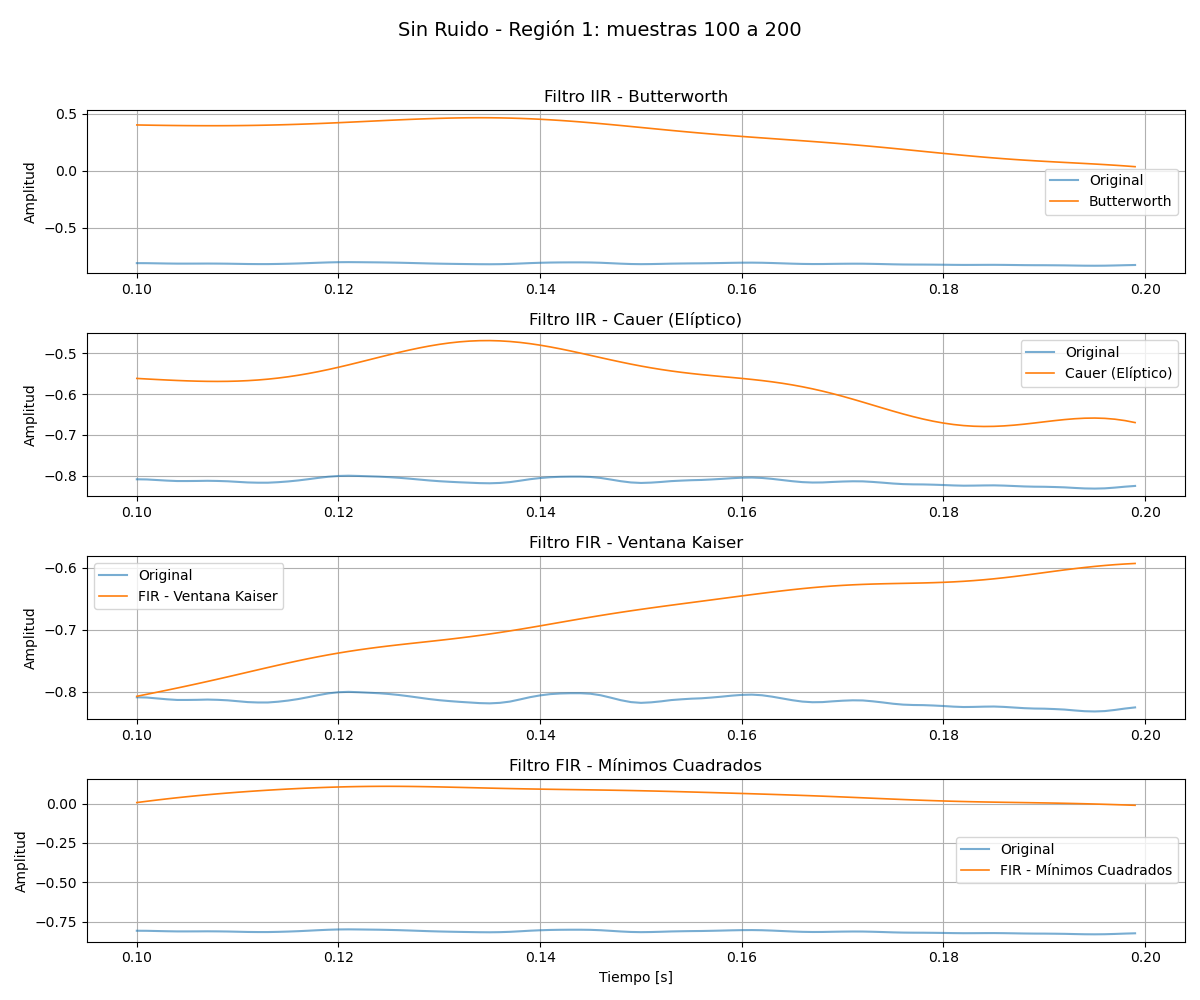 Sin Ruido - Región 1: muestras 100 a 200
Filtro IIR - Butterworth
Amplitud
0.5
0.0
−0.5
Original
Butterworth
0.10 0.12 0.14 0.16 0.18 0.20
Filtro IIR - Cauer (Elíptico)
Amplitud
−0.5
−0.6
−0.7
−0.8
Original
Cauer (Elíptico)
0.10 0.12 0.14 0.16 0.18 0.20
Filtro FIR - Ventana Kaiser
Amplitud
−0.6
−0.7
−0.8
Original
FIR - Ventana Kaiser
0.10 0.12 0.14 0.16 0.18 0.20
Filtro FIR - Mínimos Cuadrados
Amplitud
0.00
−0.25
−0.50
−0.75
Original
FIR - Mínimos Cuadrados
0.10 0.12 0.14 0.16 0.18 0.20
Tiempo [s]